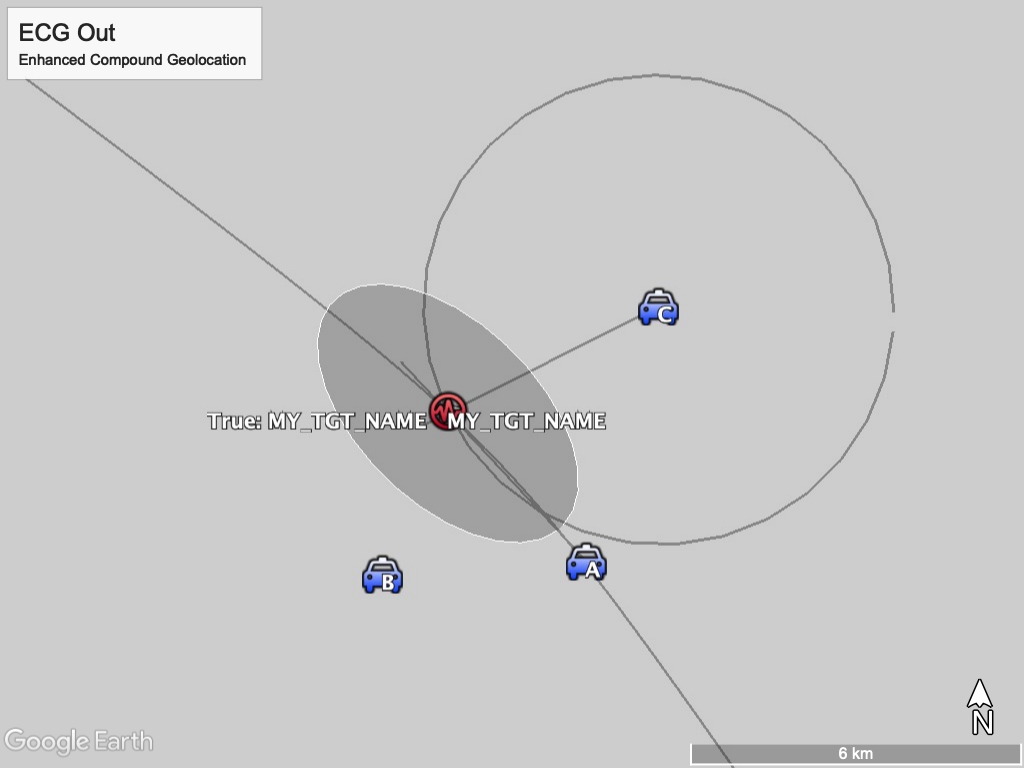 ECG Out
Enhanced Compound Geolocation
C
True: MY_TGT_NAME
MY_TGT_NAME
A
B
N
Google Earth
6 km